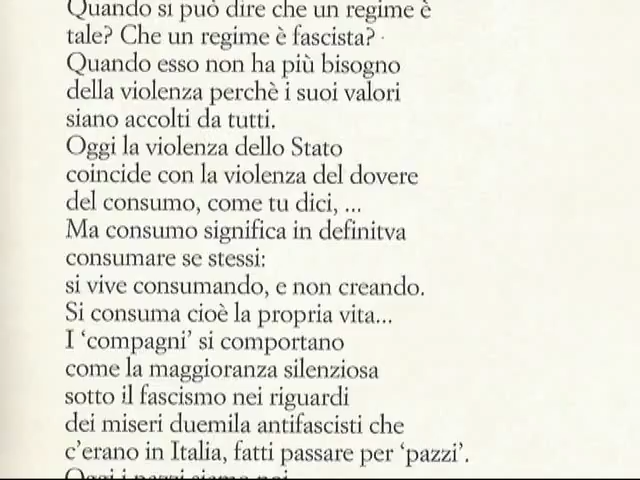 Quando si può dire che un regime è
tale? Che un regime è fascista?
Quando esso non ha più bisogno
della violenza perchè i suoi valori
siano accolti da tutti.
Oggi la violenza dello Stato
coincide con la violenza del dovere
del consumo, come tu dici, ...
Ma consumo significa in definitva
consumare se stessi:
si vive consumando, e non creando.
Si consuma cioè la propria vita...
I ‘compagni’ si comportano
come la maggioranza silenziosa
sotto il fascismo nei riguardi
dei miseri duemila antifascisti che
c’erano in Italia, fatti passare per ‘pazzi’.
Oggi i pazzi siamo noi